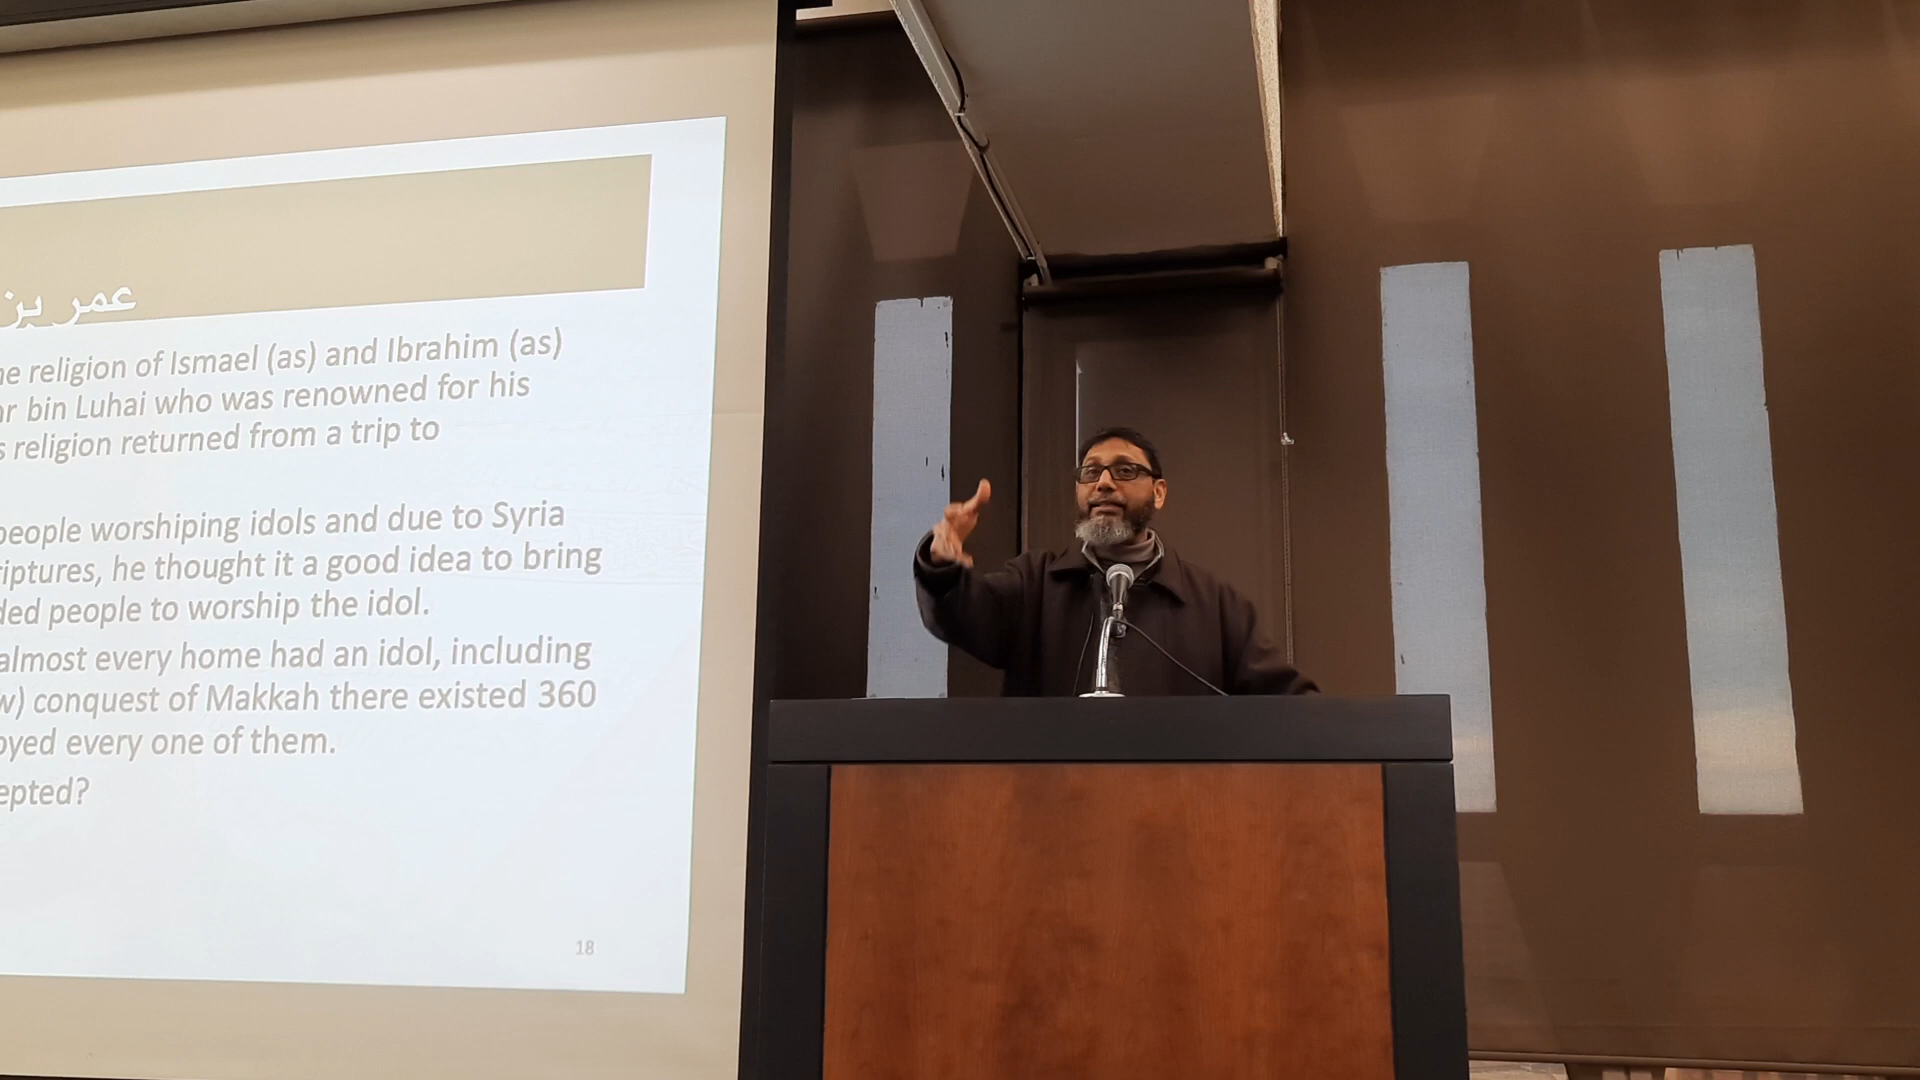 عمر بن
he religion of Ismael (as) and Ibrahim (as)
r bin Luhai who was renowned for his
s religion returned from a trip to
people worshiping idols and due to Syria
riptures, he thought it a good idea to bring
ded people to worship the idol.
almost every home had an idol, including
w) conquest of Makkah there existed 360
oyed every one of them.
epted?
18